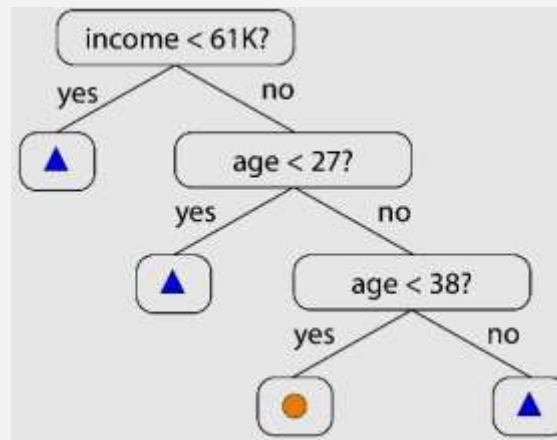 income < 61K?
yes
no
age < 27?
yes
no
age < 38?
yes
no